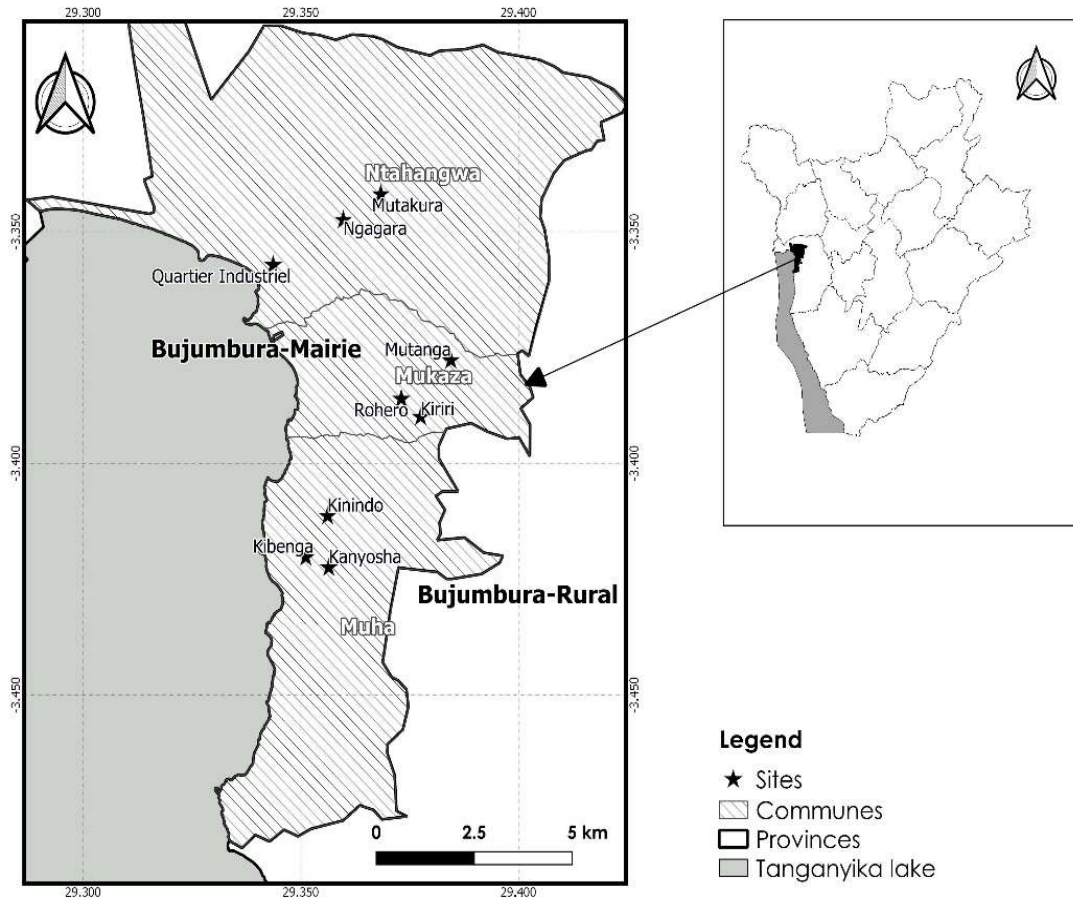 29.300
29.350
29.400
Ntahangwa
Mutakura
Ngagara
-3.350
-3.350
Quartier Industriel
Bujumbura-Mairie
Mutanga
Mukaza
Rohero
Kiriri
-3.400
-3.400
Kinindo
Kibenga
Kanyosha
Bujumbura-Rural
Muha
-3.450
-3.450
0 2.5 5 km
29.300
29.350
29.400
Legend
Sites
Communes
Provinces
Tanganyika lake